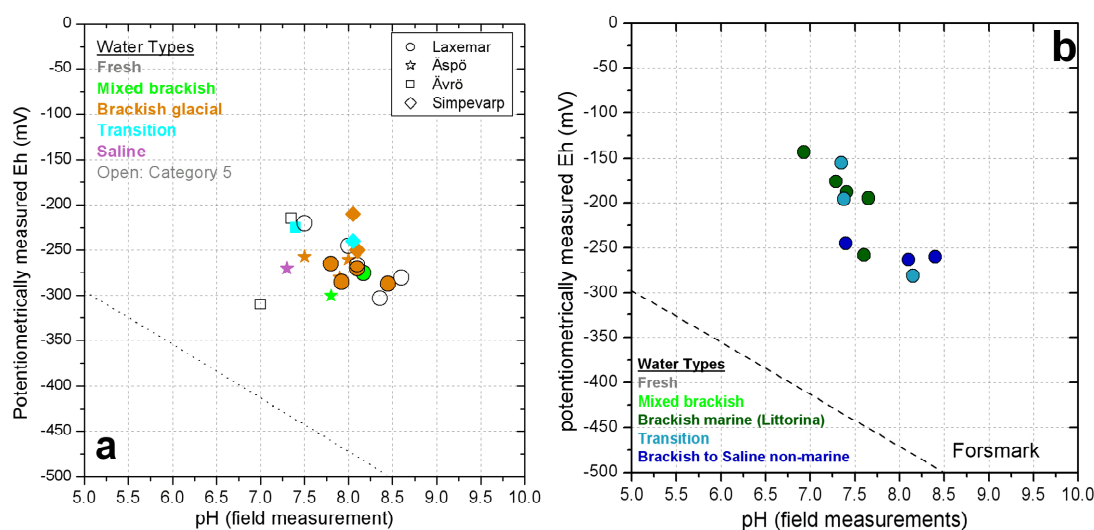 a
Potentiometrically measured Eh (mV)
0
-50
-100
-150
-200
-250
-300
-350
-400
-450
-500
5.0 5.5 6.0 6.5 7.0 7.5 8.0 8.5 9.0 9.5 10.0
pH (field measurement)
Water Types
Fresh
Mixed brackish
Brackish glacial
Transition
Saline
Open: Category 5
Laxemar
Äspö
Ävrö
Simpevarp
b
potentiometrically measured Eh (mV)
0
-50
-100
-150
-200
-250
-300
-350
-400
-450
-500
5.0 5.5 6.0 6.5 7.0 7.5 8.0 8.5 9.0 9.5 10.0
pH (field measurements)
Water Types
Fresh
Mixed brackish
Brackish marine (Littorina)
Transition
Brackish to Saline non-marine
Forsmark